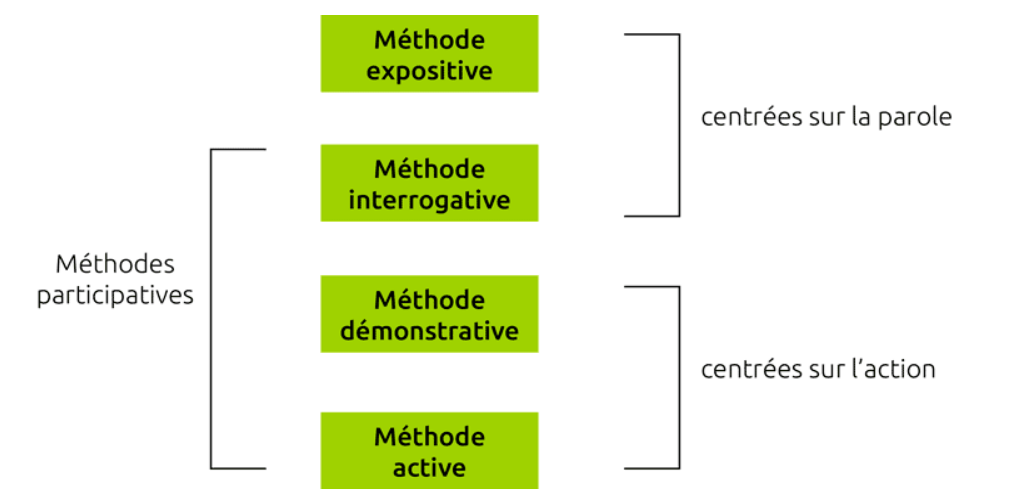 Méthode
expositive
centrées sur la parole
Méthode
interrogative
Méthodes
participatives
Méthode
démonstrative
centrées sur l’action
Méthode
active